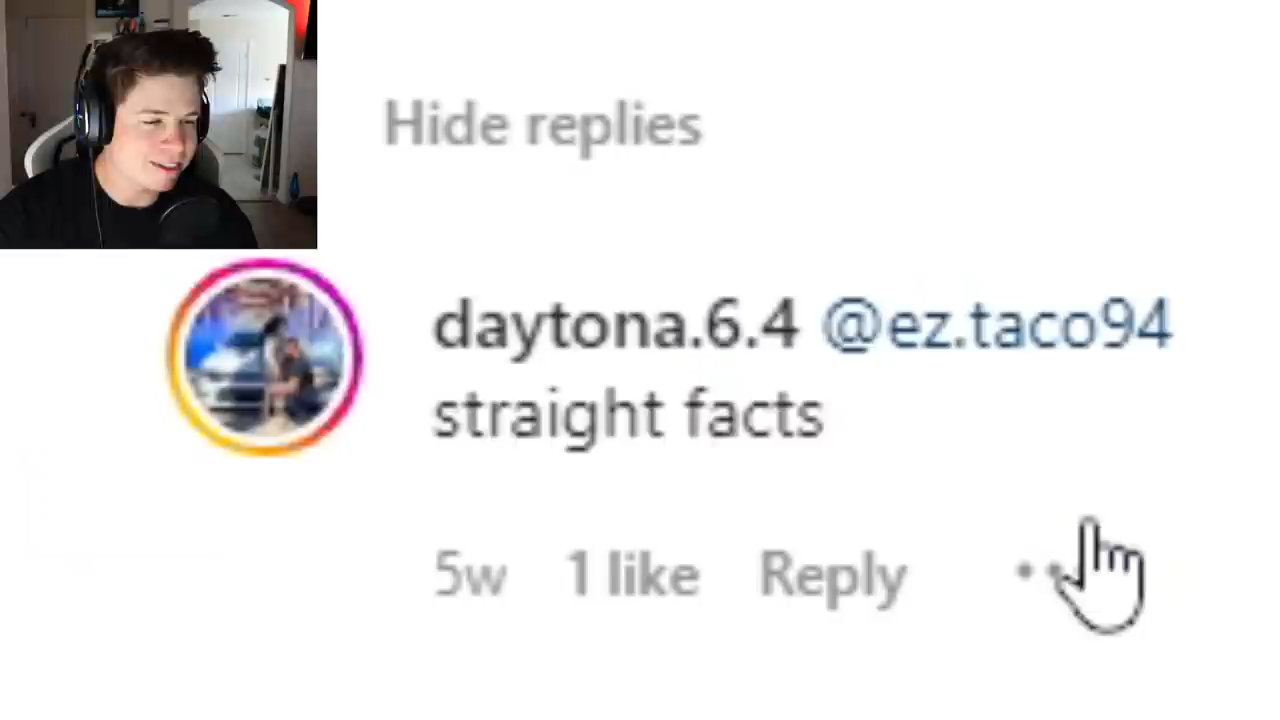 Hide replies
daytona.6.4 @ez.taco94
straight facts
5w 1 like Reply